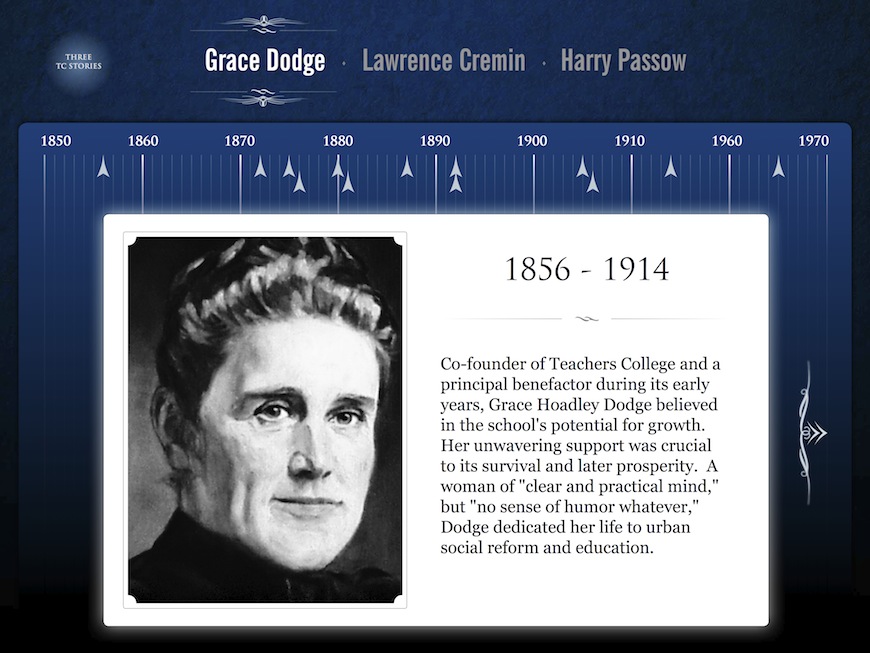 THREE
TC STORIES
Grace Dodge · Lawrence Cremin · Harry Passow
1850 1860 1870 1880 1890 1900 1910 1960 1970
1856 - 1914
Co-founder of Teachers College and a
principal benefactor during its early
years, Grace Hoadley Dodge believed
in the school's potential for growth.
Her unwavering support was crucial
to its survival and later prosperity.  A
woman of "clear and practical mind,"
but "no sense of humor whatever,"
Dodge dedicated her life to urban
social reform and education.